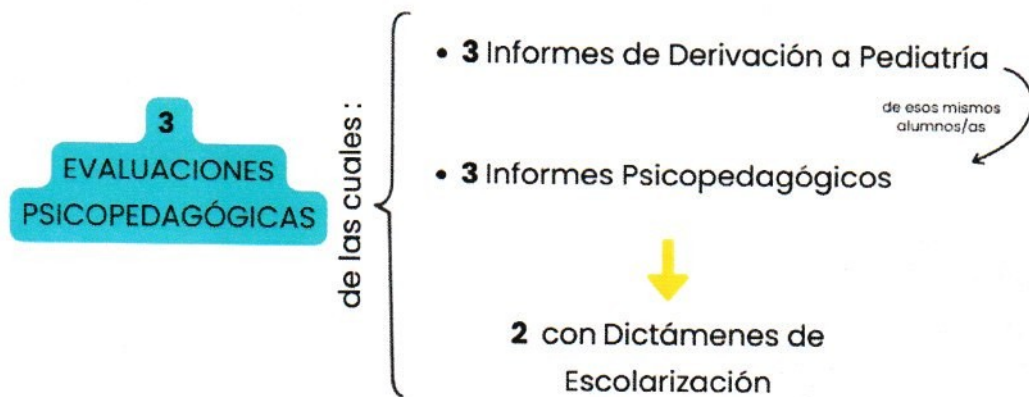 3
EVALUACIONES
PSICOPEDAGÓGICAS
de las cuales :
• 3 Informes de Derivación a Pediatría
de esos mismos
alumnos/as
• 3 Informes Psicopedagógicos
2 con Dictámenes de
Escolarización